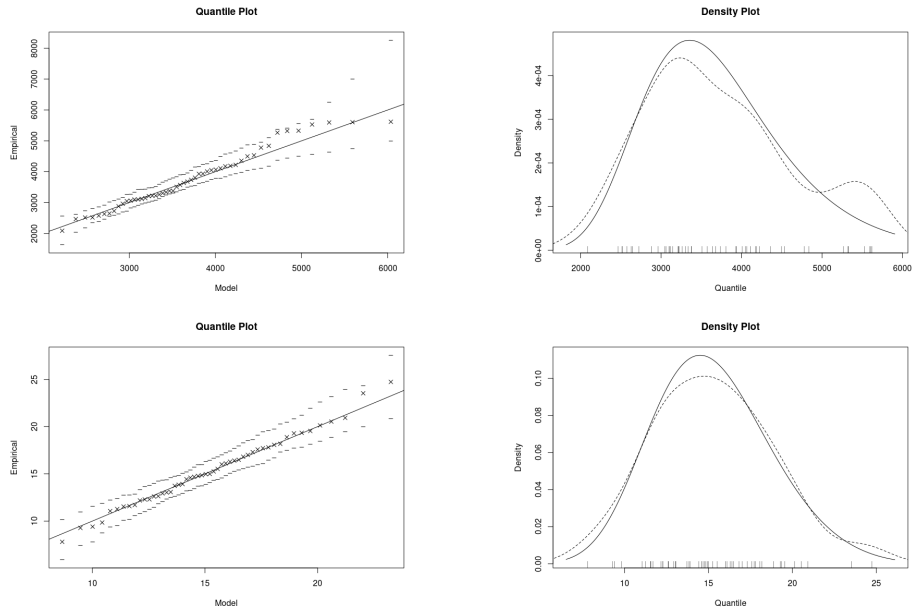 Quantile Plot
Empirical
2000 3000 4000 5000 6000 7000 8000
3000 4000 5000 6000
Model
Density Plot
Density
0e+00 1e-04 2e-04 3e-04 4e-04
2000 3000 4000 5000 6000
Quantile
Quantile Plot
Empirical
10 15 20 25
10 15 20
Model
Density Plot
Density
0.00 0.02 0.04 0.06 0.08 0.10
10 15 20 25
Quantile